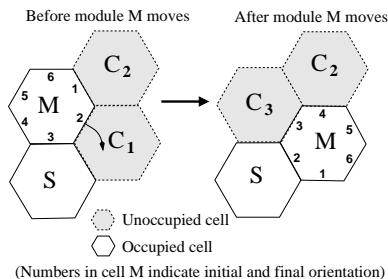 Before module M moves
After module M moves
6
5
1
M
C2
4
2
3
C1
S
C2
C3
4
3
5
M
2
6
1
S
Unoccupied cell
Occupied cell
(Numbers in cell M indicate initial and final orientation)